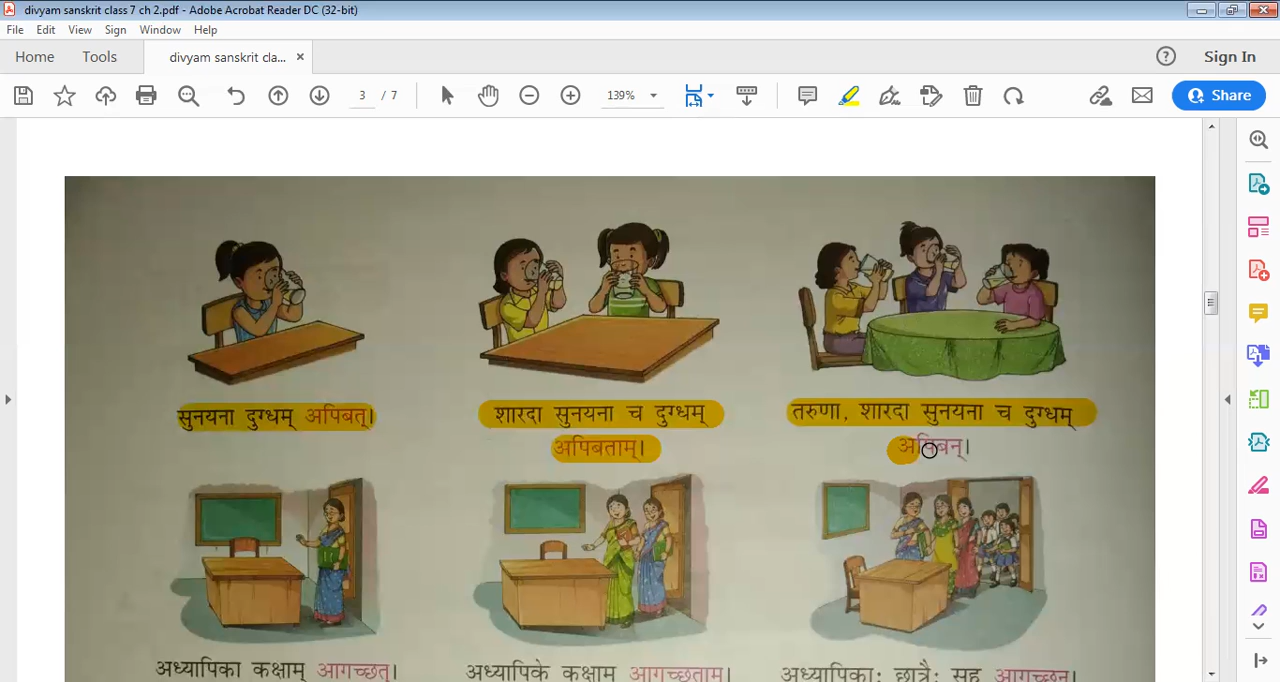 divyam sanskrit class 7 ch 2.pdf - Adobe Acrobat Reader DC (32-bit)
File Edit View Sign Window Help
Home Tools divyam sanskrit cla... × Sign In
3 / 7 139% Share
सुनयना दुग्धम् अपिबत्।
शारदा सुनयना च दुग्धम्
अपिबताम्।
तरुणा, शारदा सुनयना च दुग्धम्
अपिबन्।
अध्यापिका कक्षाम् आगच्छत्।
अध्यापिके कक्षाम् आगच्छताम्।
अध्यापिकाः छात्रैः सह आगच्छन्।